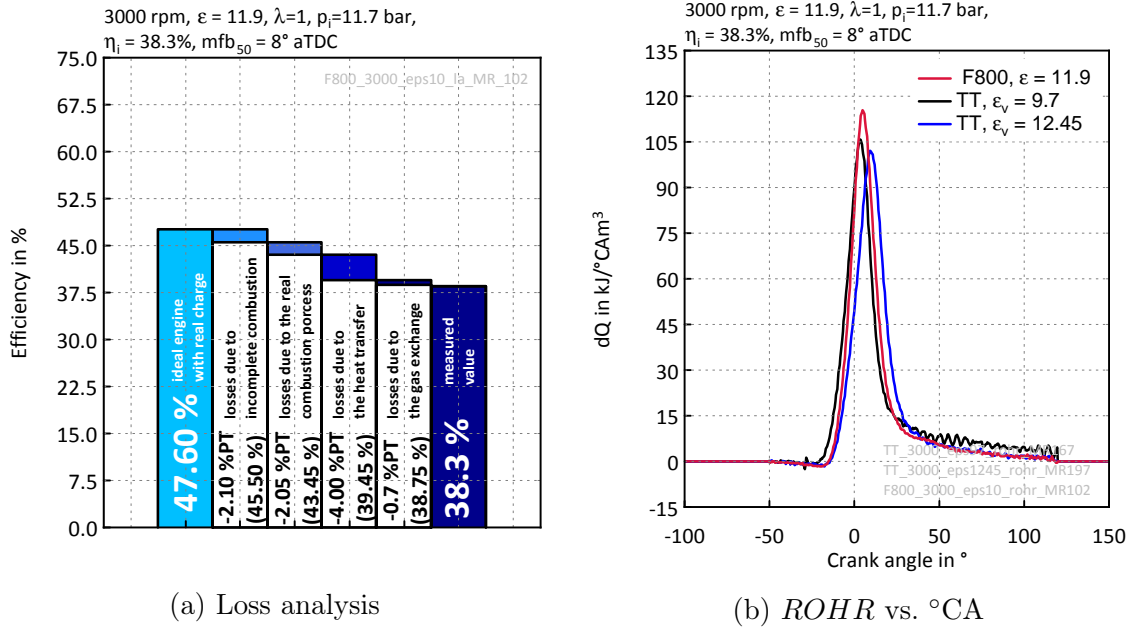 3000 rpm, ε = 11.9, λ=1, pi=11.7 bar,
ηi = 38.3%, mfb50 = 8° aTDC
75.0
67.5
60.0
52.5
45.0
37.5
30.0
22.5
15.0
7.5
0.0
Efficiency in %
F800_3000_eps10_la_MR_102
47.60 %
ideal engine
with real charge
-2.10 %PT
(45.50 %)
losses due to
incomplete combustion
-2.05 %PT
(43.45 %)
losses due to the real
combustion porcess
-4.00 %PT
(39.45 %)
losses due to
the heat transfer
-0.7 %PT
(38.75 %)
losses due to
the gas exchange
38.3 %
measured
value
(a) Loss analysis
3000 rpm, ε = 11.9, λ=1, pi=11.7 bar,
ηi = 38.3%, mfb50 = 8° aTDC
135
120
105
90
75
60
45
30
15
0
-15
dQ in kJ/°CAm³
F800, ε = 11.9
TT, εv = 9.7
TT, εv = 12.45
TT_3000_eps1245_rohr_MR197
F800_3000_eps10_rohr_MR102
-100 -50 0 50 100 150
Crank angle in °
(b) ROHR vs. °CA